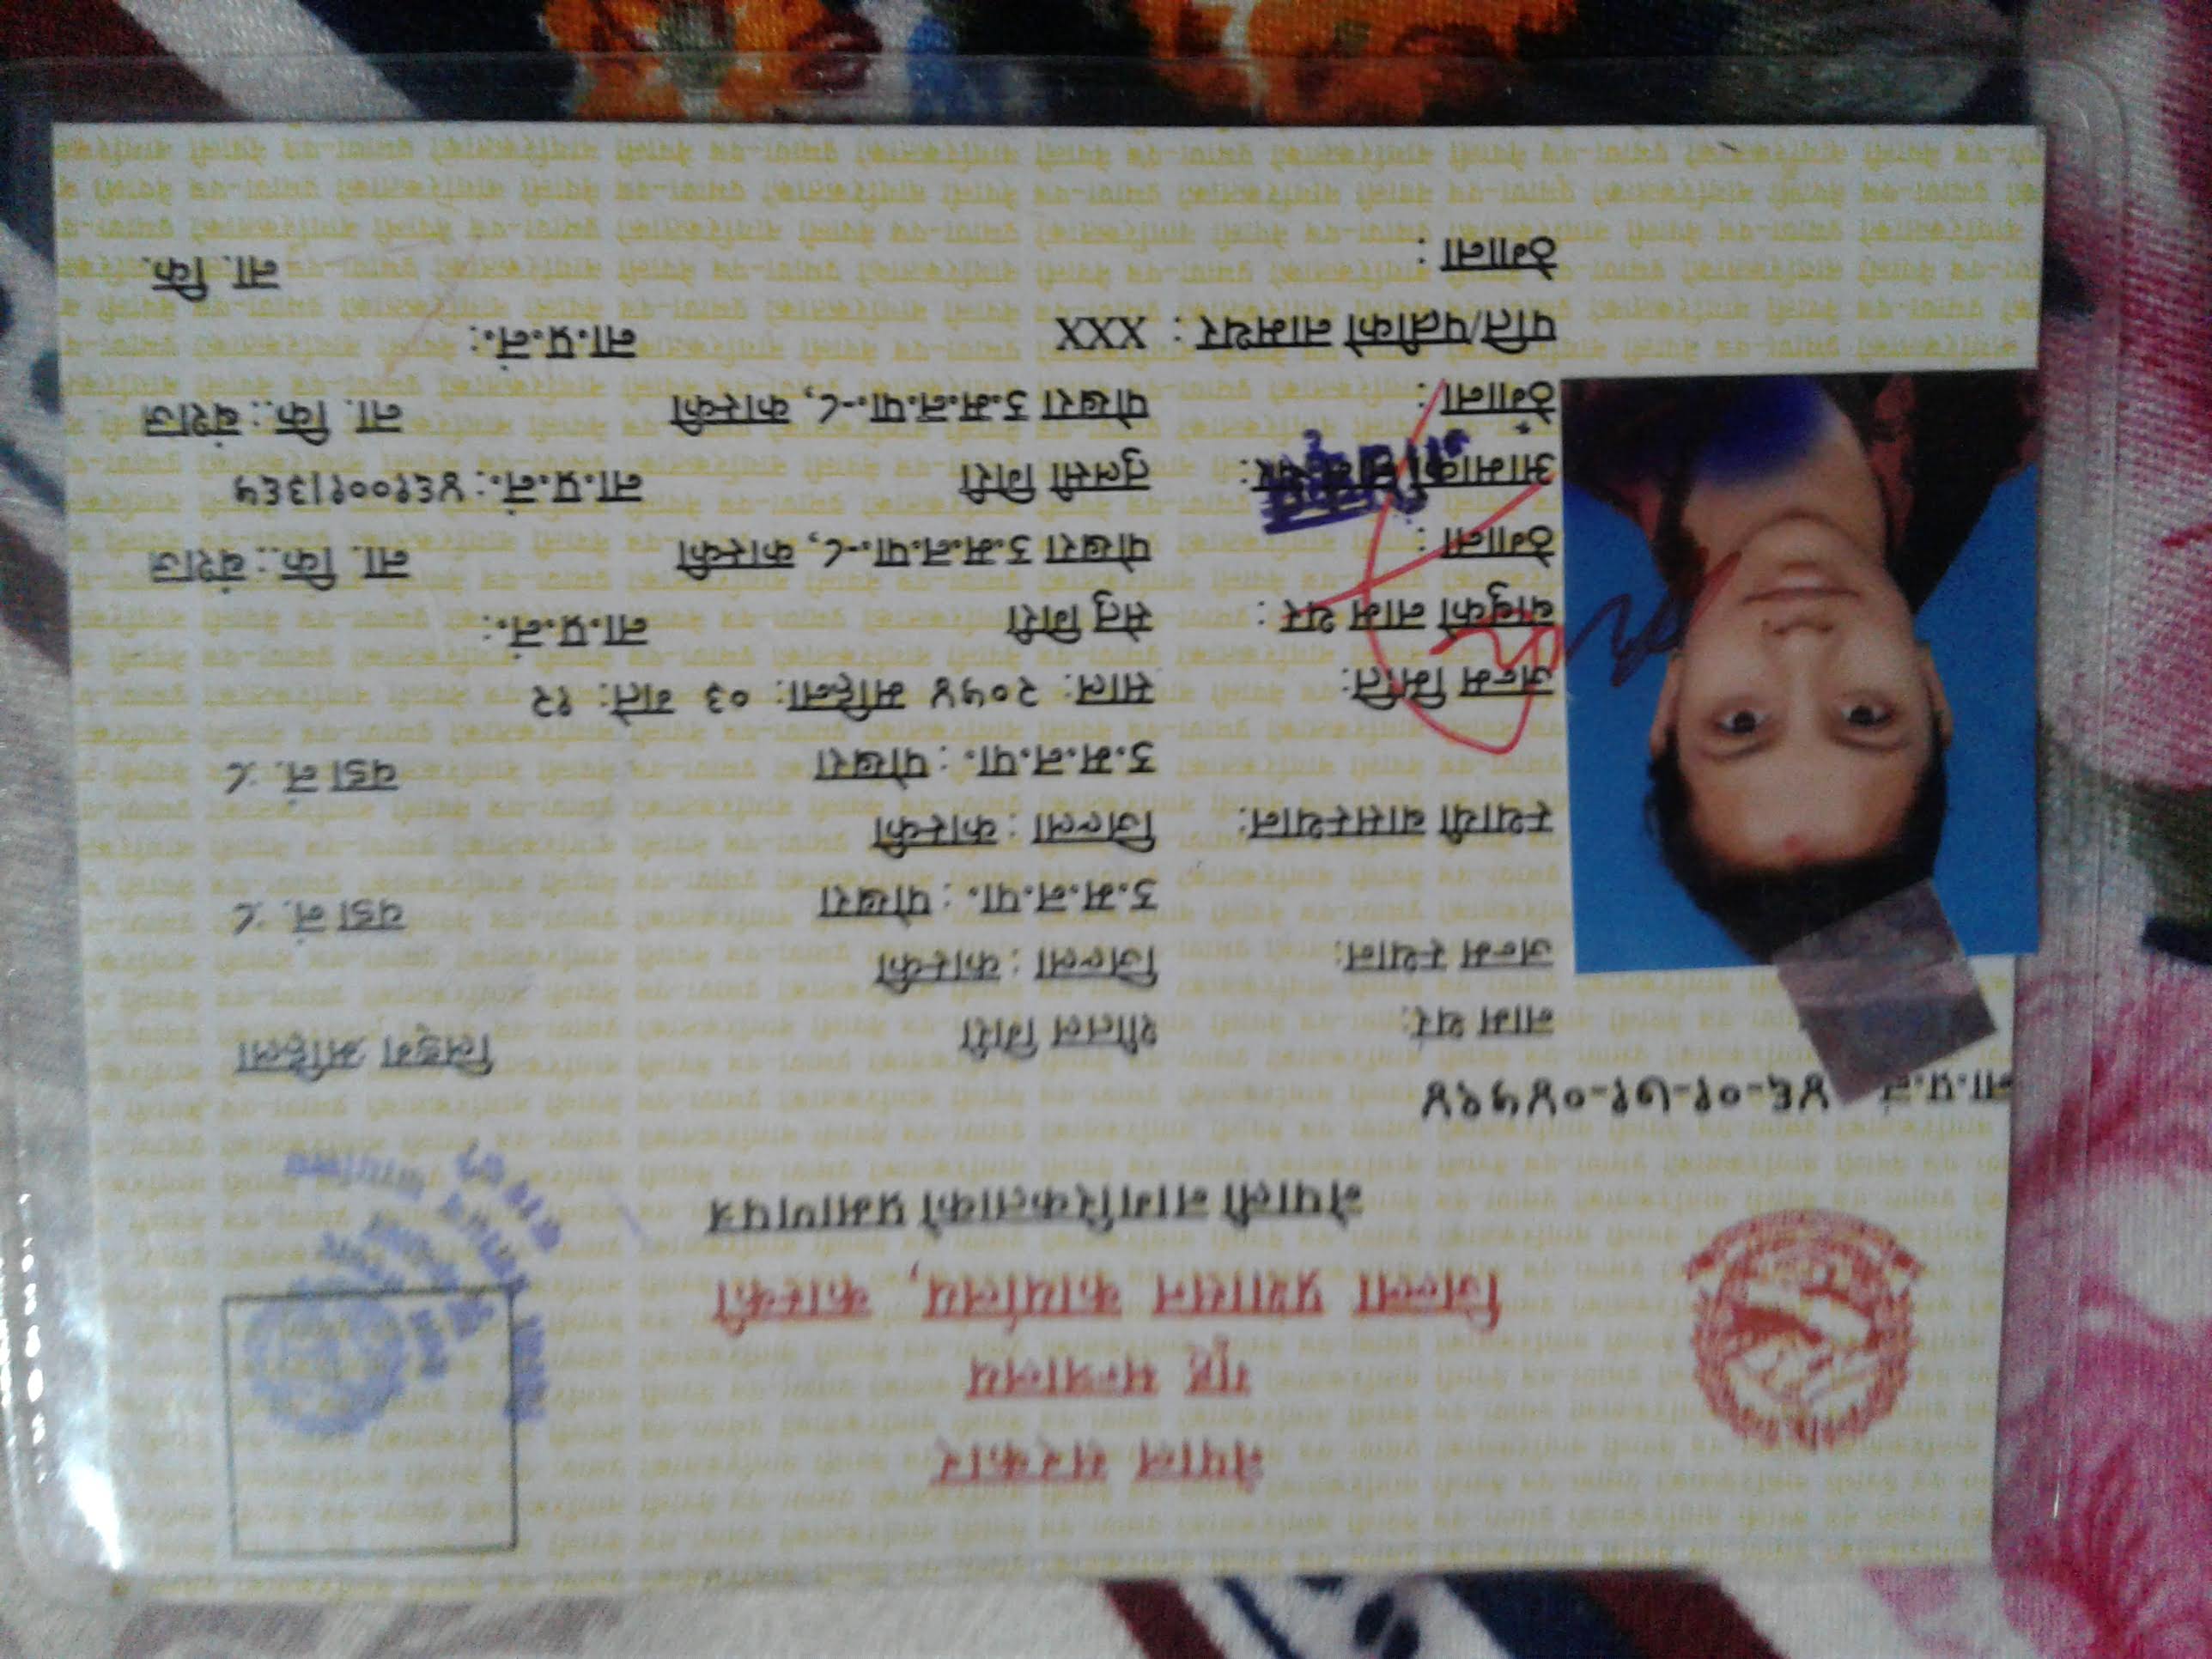 नेपाल सरकार
गृह मन्त्रालय
जिल्ला प्रशासन कार्यालय, कास्की
नेपाली नागरिकताको प्रमाणपत्र
ना.प्र.नं. ४६-०१-७१-०४५९४
नाम थर: शीतल गिरी लिङ्ग :महिला
जन्म स्थान: जिल्ला : कास्की
उ.म.न.पा. : पोखरा वडा नं. :८
स्थायी बासस्थान: जिल्ला : कास्की
उ.म.न.पा. : पोखरा वडा नं. :८
जन्म मिति: साल: २०५४ महिना: ०३ गते: १२
बाबुको नाम थर : सेतु गिरी ना.प्र.नं.:
ठेगाना : पोखरा उ.म.न.पा.-८, कास्की ना. कि.: बंशज
आमाको नाम थर: तुलसी गिरी ना.प्र.नं.: ४६१००१|३६५
ठेगाना : पोखरा उ.म.न.पा.-८, कास्की ना. कि.: बंशज
पति/पत्नीको नामथर : XXX ना.प्र.नं.:
ठेगाना : ना. कि.